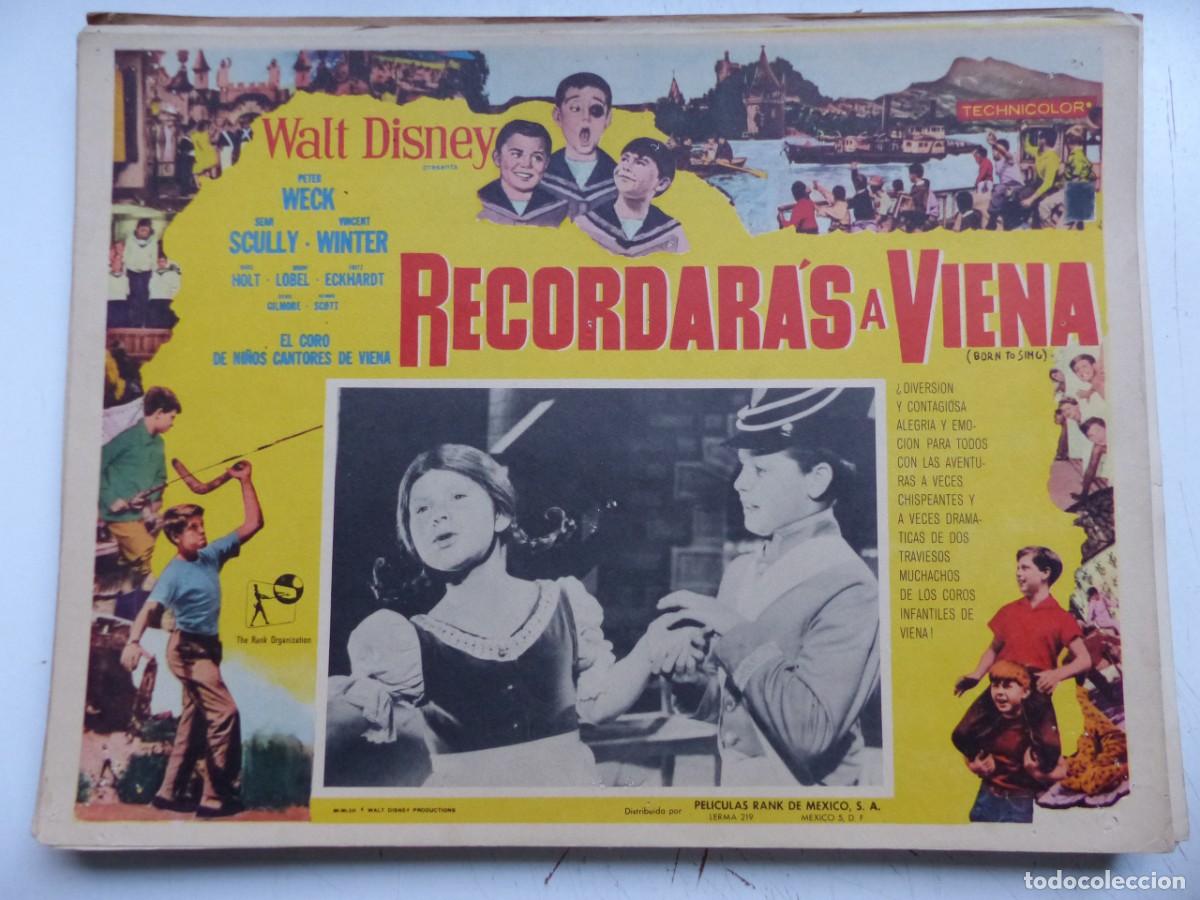 TECHNICOLOR
Walt Disney
presenta
PETER
WECK
SEAN VINCENT
SCULLY · WINTER
HOLT · LOBEL · ECKHARDT
GILMORE · SCOTT
EL CORO
DE NIÑOS CANTORES DE VIENA
RECORDARA'S A VIENA
(BORN TO SING)
¿DIVERSION
Y CONTAGIOSA
ALEGRIA Y EMO-
CION PARA TODOS
CON LAS AVENTU-
RAS A VECES
CHISPEANTES Y
A VECES DRAMA-
TICAS DE DOS
TRAVIESOS
MUCHACHOS
DE LOS COROS
INFANTILES DE
VIENA!
The Rank Organization
WALT DISNEY PRODUCTIONS
Distribuida por PELICULAS RANK DE MEXICO, S. A.
LERMA 219 MEXICO 5, D. F
todocoleccion